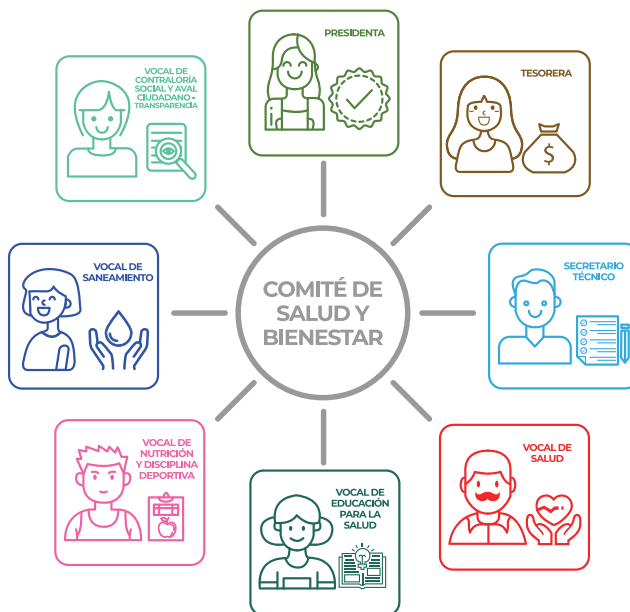 PRESIDENTA
VOCAL DE
CONTRALORÍA
SOCIAL Y AVAL
CIUDADANO -
TRANSPARENCIA
TESORERA
$
VOCAL DE
SANEAMIENTO
COMITÉ DE
SALUD Y
BIENESTAR
SECRETARIO
TÉCNICO
VOCAL DE
NUTRICIÓN
Y DISCIPLINA
DEPORTIVA
VOCAL DE
EDUCACIÓN
PARA LA
SALUD
VOCAL DE
SALUD